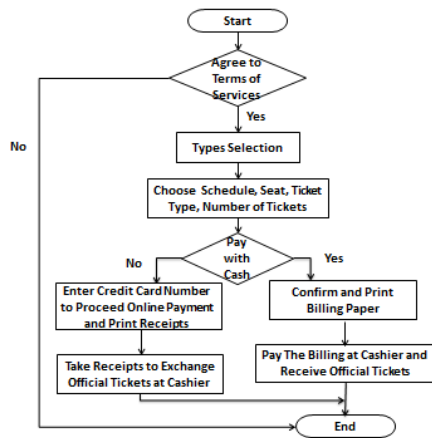 Start
Agree to
Terms of
Services
No
Yes
Types Selection
Choose Schedule, Seat, Ticket
Type, Number of Tickets
Pay
with
Cash
No
Yes
Enter Credit Card Number
to Proceed Online Payment
and Print Receipts
Confirm and Print
Billing Paper
Take Receipts to Exchange
Official Tickets at Cashier
Pay The Billing at Cashier and
Receive Official Tickets
End